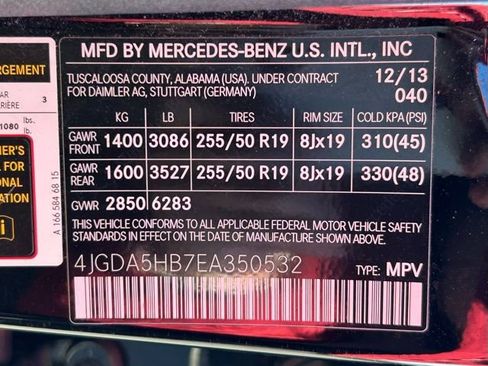 MFD BY MERCEDES-BENZ U.S. INTL., INC
TUSCALOOSA COUNTY, ALABAMA (USA). UNDER CONTRACT
FOR DAIMLER AG, STUTTGART (GERMANY)
12/13
040
KG LB TIRES RIM SIZE COLD KPA (PSI)
GAWR FRONT 1400 3086 255/50 R19 8Jx19 310(45)
GAWR REAR 1600 3527 255/50 R19 8Jx19 330(48)
GVWR 2850 6283
THIS VEHICLE CONFORMS TO ALL APPLICABLE FEDERAL MOTOR VEHICLE SAFETY
STANDARDS IN EFFECT ON THE DATE OF MANUFACTURE SHOWN ABOVE.
4JGDA5HB7EA350532
TYPE: MPV
A 166 584 68 15
3
1080 lbs.